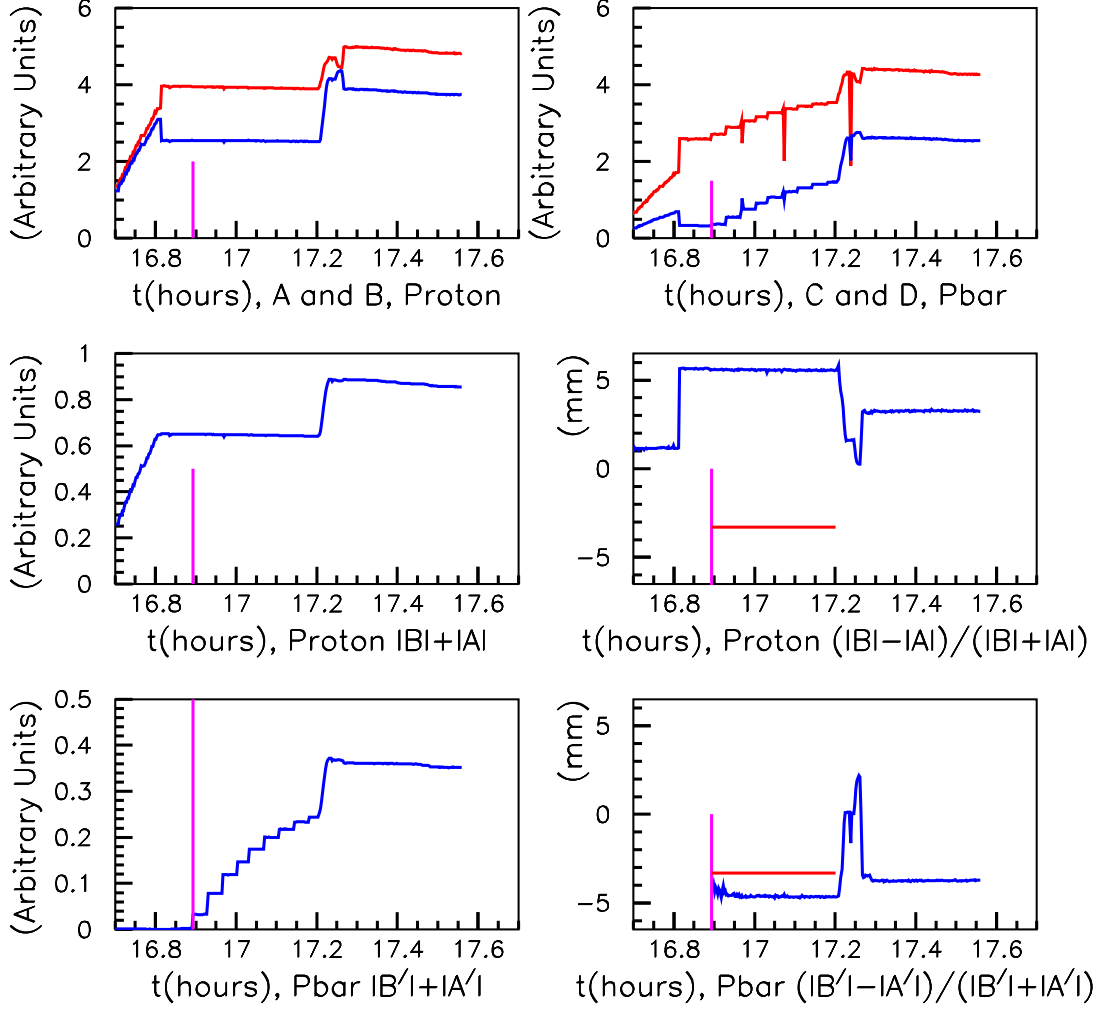 (Arbitrary Units)
6
4
2
0
16.8 17 17.2 17.4 17.6
t(hours), A and B, Proton
(Arbitrary Units)
6
4
2
0
16.8 17 17.2 17.4 17.6
t(hours), C and D, Pbar
(Arbitrary Units)
1
0.8
0.6
0.4
0.2
0
16.8 17 17.2 17.4 17.6
t(hours), Proton |B|+|A|
(mm)
5
0
−5
16.8 17 17.2 17.4 17.6
t(hours), Proton (|B|−|A|)/(|B|+|A|)
(Arbitrary Units)
0.5
0.4
0.3
0.2
0.1
0
16.8 17 17.2 17.4 17.6
t(hours), Pbar |B′|+|A′|
(mm)
5
0
−5
16.8 17 17.2 17.4 17.6
t(hours), Pbar (|B′|−|A′|)/(|B′|+|A′|)